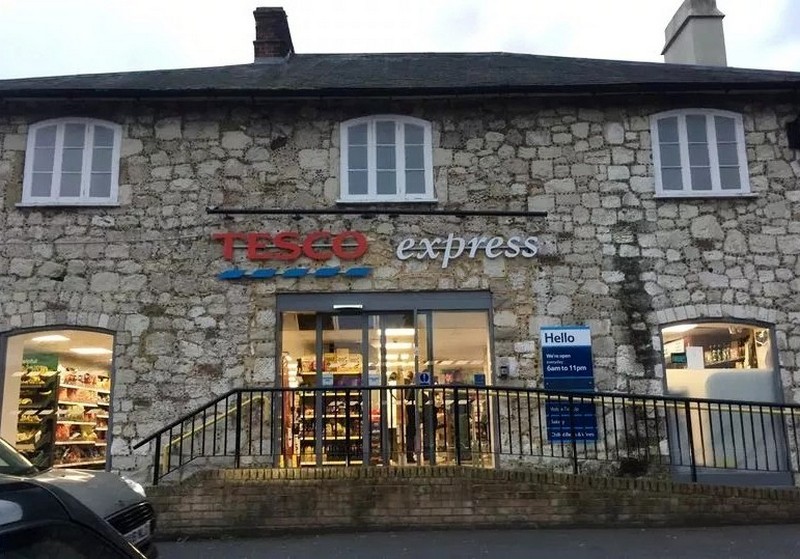 TESCO express
Hello
We're open
everyday
6am to 11pm